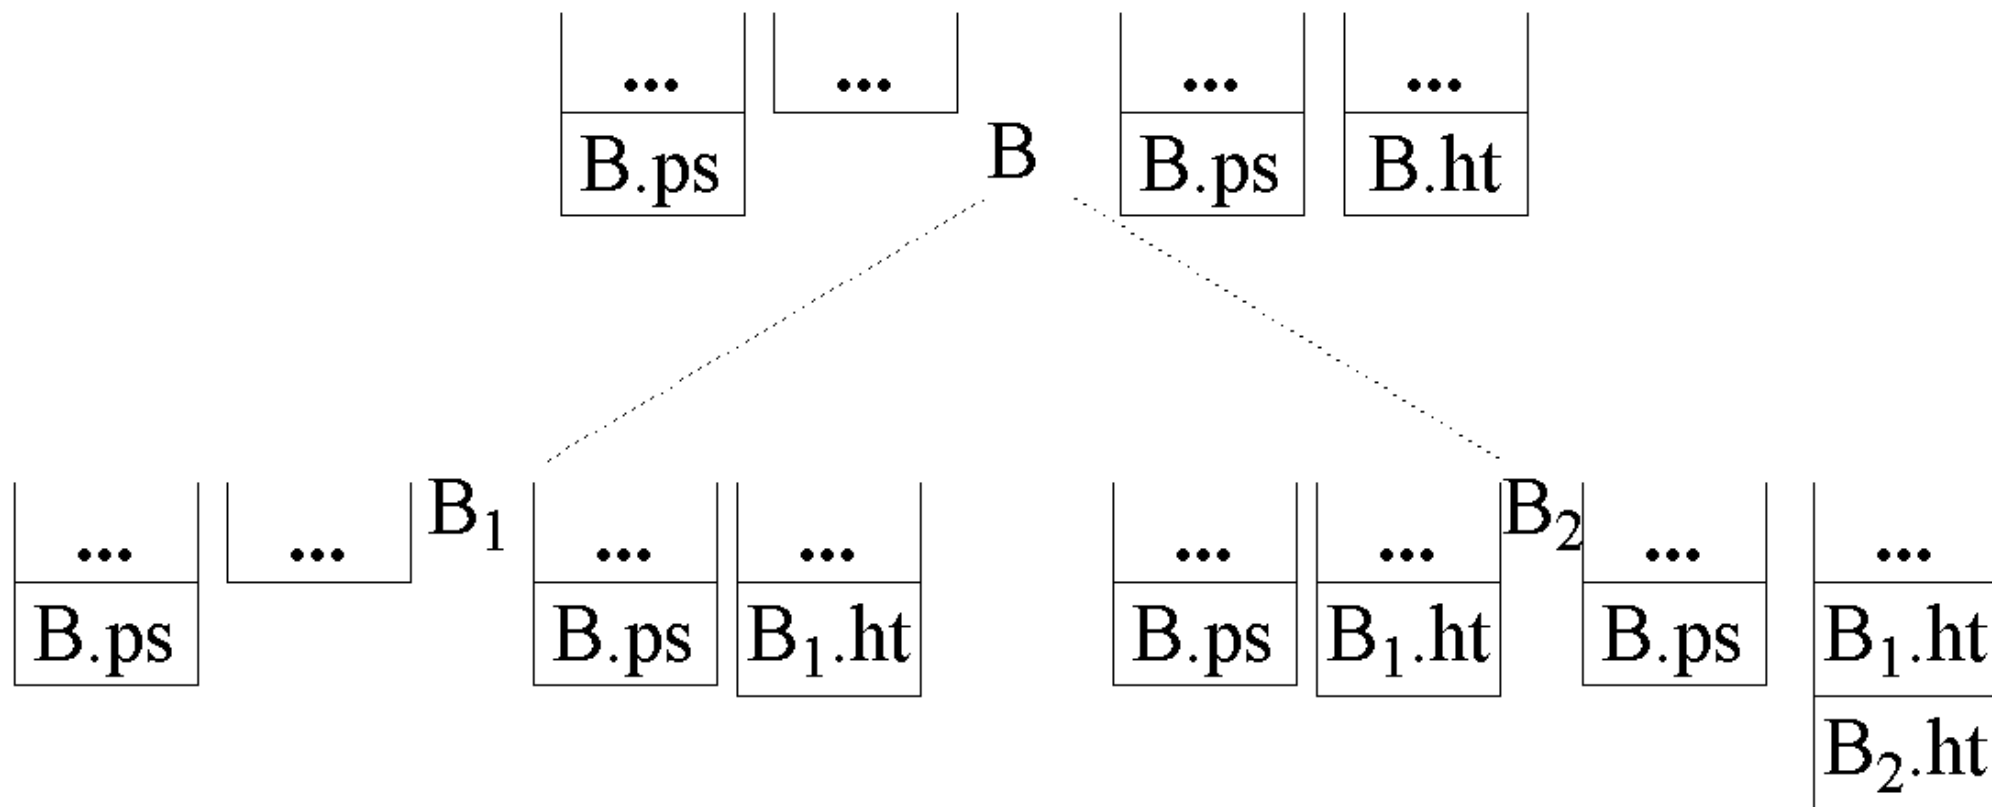 ... ... ... ...
B
B.ps B.ps B.ht
B₁ B₂
... ... ... ... ... ... ... ...
B.ps B.ps B₁.ht B.ps B₁.ht B.ps B₁.ht
B₂.ht